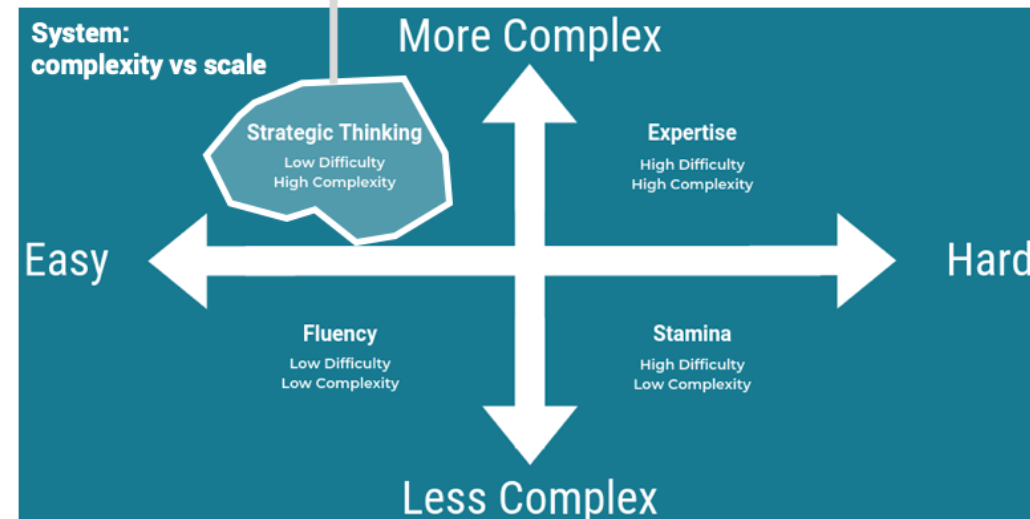 System:
complexity vs scale
More Complex
Strategic Thinking
Low Difficulty
High Complexity
Expertise
High Difficulty
High Complexity
Easy
Hard
Fluency
Low Difficulty
Low Complexity
Stamina
High Difficulty
Low Complexity
Less Complex